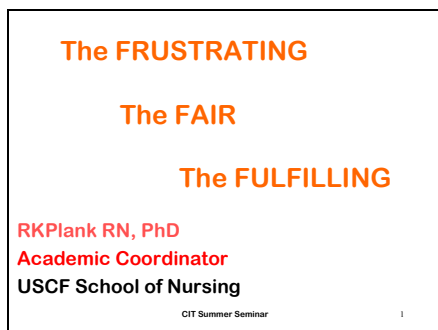 The FRUSTRATING
The FAIR
The FULFILLING
RKPlank RN, PhD
Academic Coordinator
USCF School of Nursing
CIT Summer Seminar 1